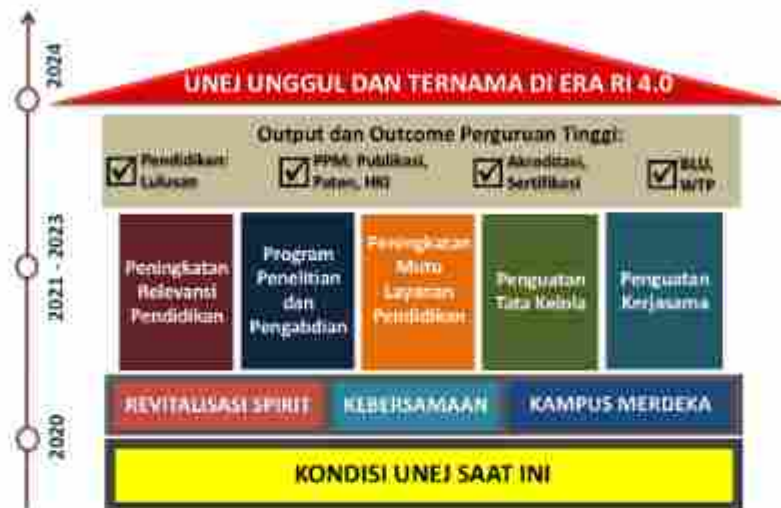 2024
UNEJ UNGGUL DAN TERNAMA DI ERA RI 4.0
Output dan Outcome Perguruan Tinggi:
Pendidikan:
Lulusan
PPM: Publikasi,
Paten, HKI
Akreditasi,
Sertifikasi
BLU,
WTP
2021 - 2023
Peningkatan
Relevansi
Pendidikan
Program
Penelitian
dan
Pengabdian
Peningkatan
Mutu
Layanan
Pendidikan
Penguatan
Tata Kelola
Penguatan
Kerjasama
2020
REVITALISASI SPIRIT
KEBERSAMAAN
KAMPUS MERDEKA
KONDISI UNEJ SAAT INI